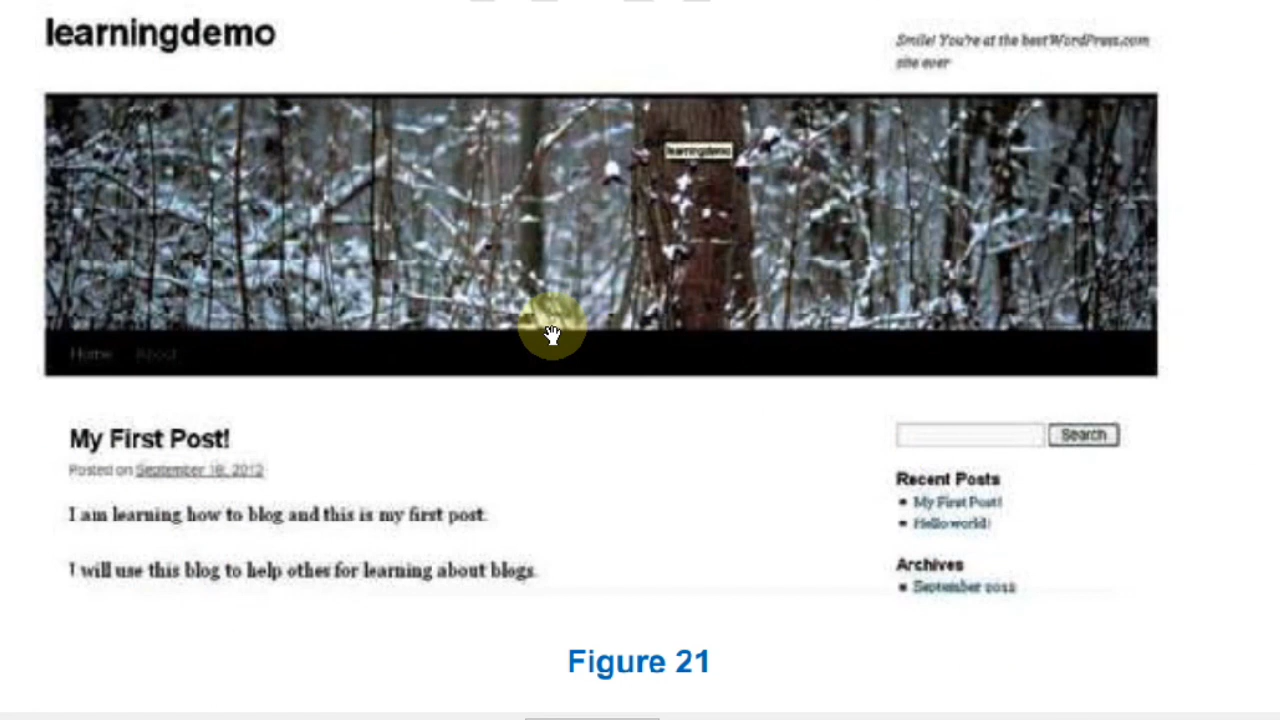 learningdemo
Smile! You're at the best WordPress.com
site ever
learningdemo
Home About
My First Post!
Posted on September 18, 2012
I am learning how to blog and this is my first post.
I will use this blog to help othes for learning about blogs.
Search
Recent Posts
My First Post!
Hello world!
Archives
September 2012
Figure 21